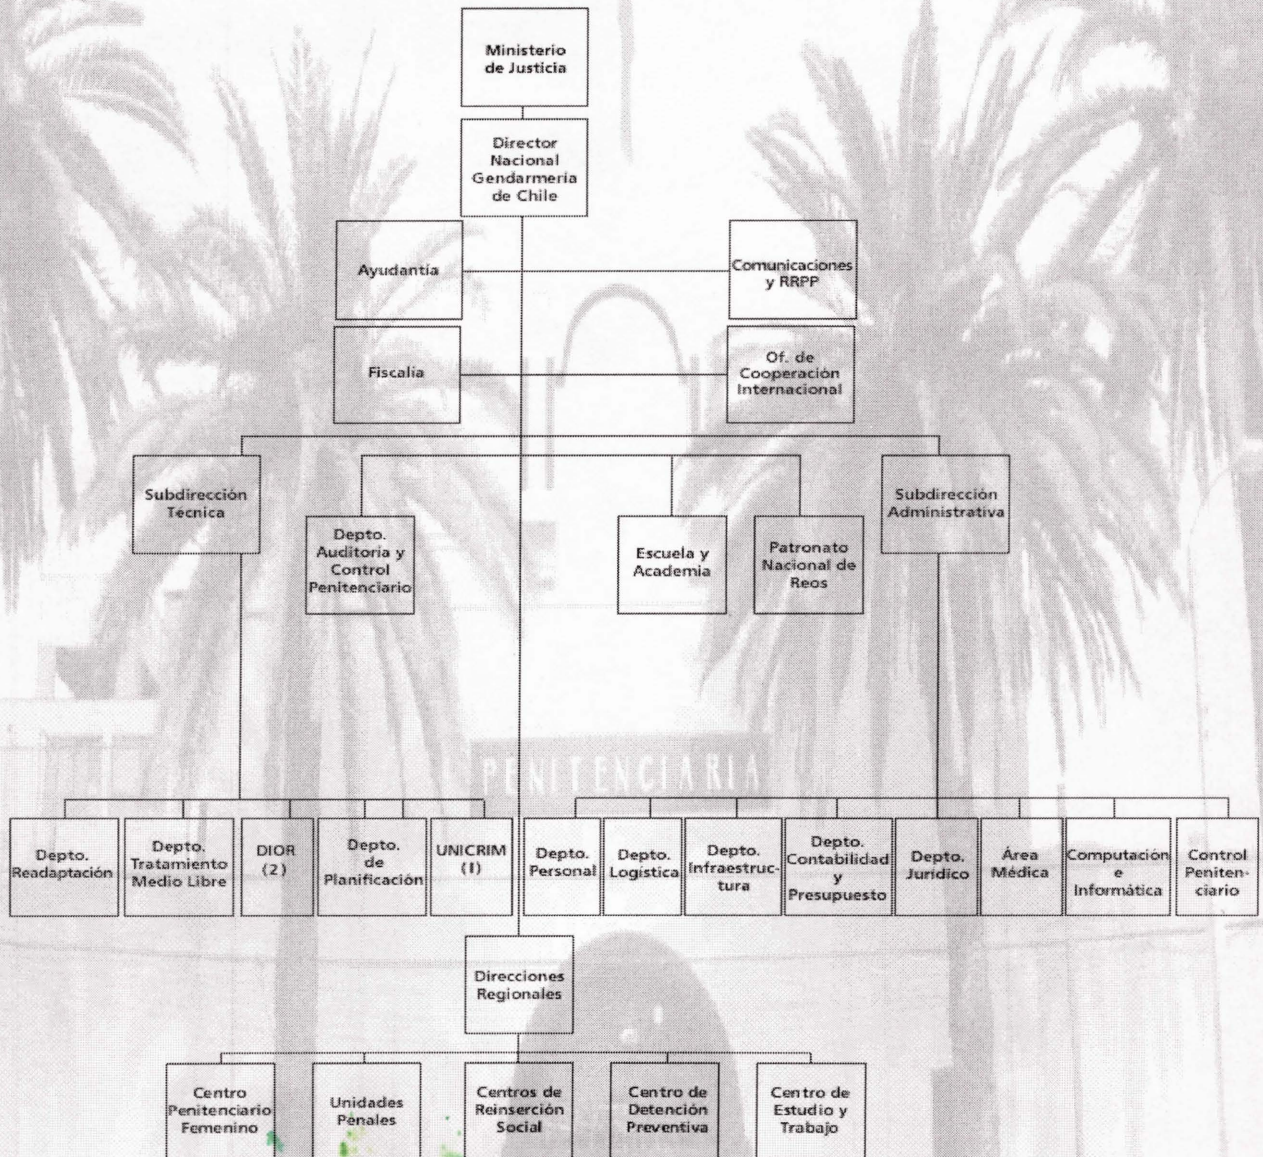 Ministerio
de Justicia
Director
Nacional
Gendarmería
de Chile
Ayudantía
Comunicaciones
y RRPP
Fiscalía
Of. de
Cooperación
Internacional
Subdirección
Técnica
Depto.
Auditoría y
Control
Penitenciario
Escuela y
Academia
Patronato
Nacional de
Reos
Subdirección
Administrativa
PENITENCIARIA
Depto.
Readaptación
Depto.
Tratamiento
Medio Libre
DIOR
(2)
Depto.
de
Planificación
UNICRIM
(1)
Depto.
Personal
Depto.
Logística
Depto.
Infraestruc-
tura
Depto.
Contabilidad
y
Presupuesto
Depto.
Jurídico
Área
Médica
Computación
e
Informática
Control
Peniten-
ciario
Direcciones
Regionales
Centro
Penitenciario
Femenino
Unidades
Penales
Centros de
Reinserción
Social
Centro de
Detención
Preventiva
Centro de
Estudio y
Trabajo